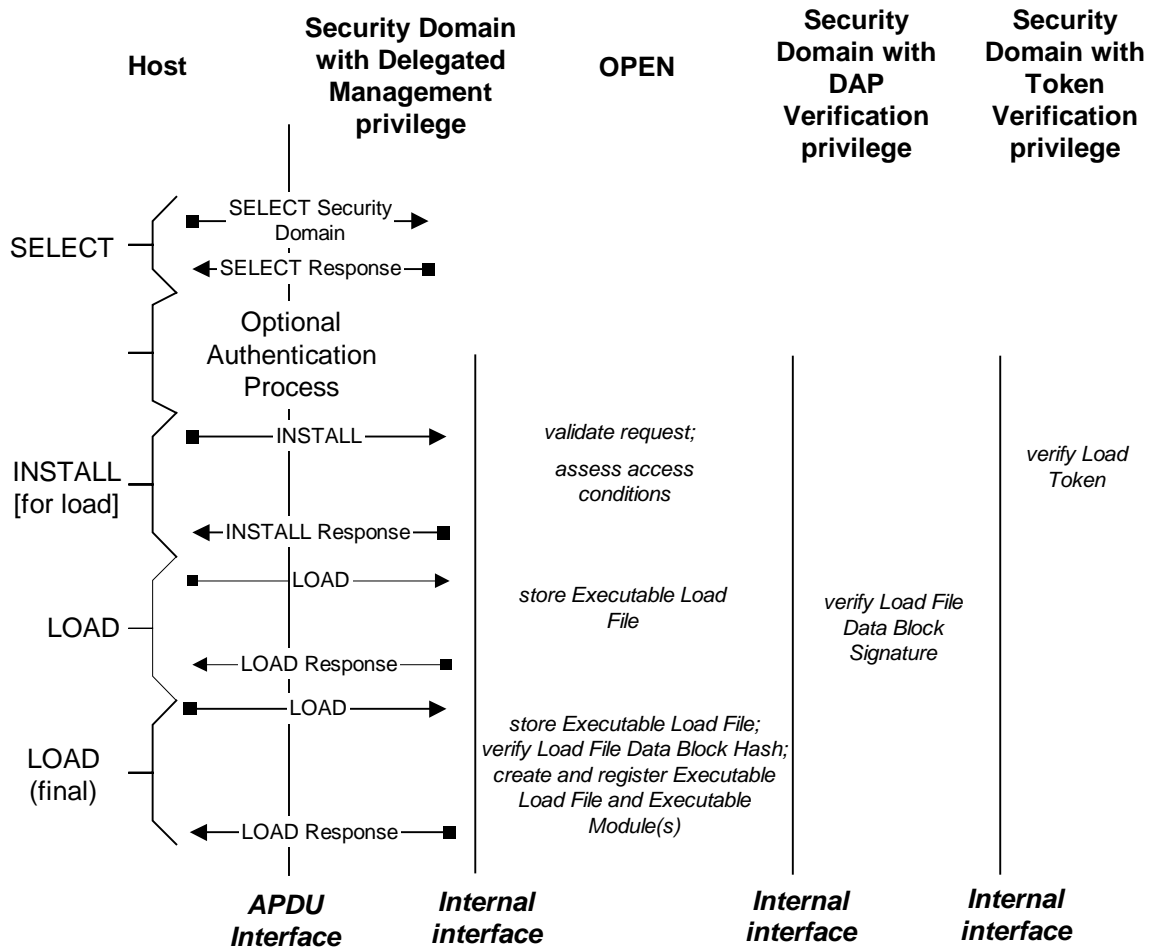 Host
Security Domain
with Delegated
Management
privilege
OPEN
Security
Domain with
DAP
Verification
privilege
Security
Domain with
Token
Verification
privilege
SELECT
SELECT Security
Domain
SELECT Response
Optional
Authentication
Process
INSTALL
[for load]
INSTALL
validate request;
assess access
conditions
verify Load
Token
INSTALL Response
LOAD
LOAD
store Executable Load
File
verify Load File
Data Block
Signature
LOAD Response
LOAD
(final)
LOAD
store Executable Load File;
verify Load File Data Block Hash;
create and register Executable
Load File and Executable
Module(s)
LOAD Response
APDU
Interface
Internal
interface
Internal
interface
Internal
interface